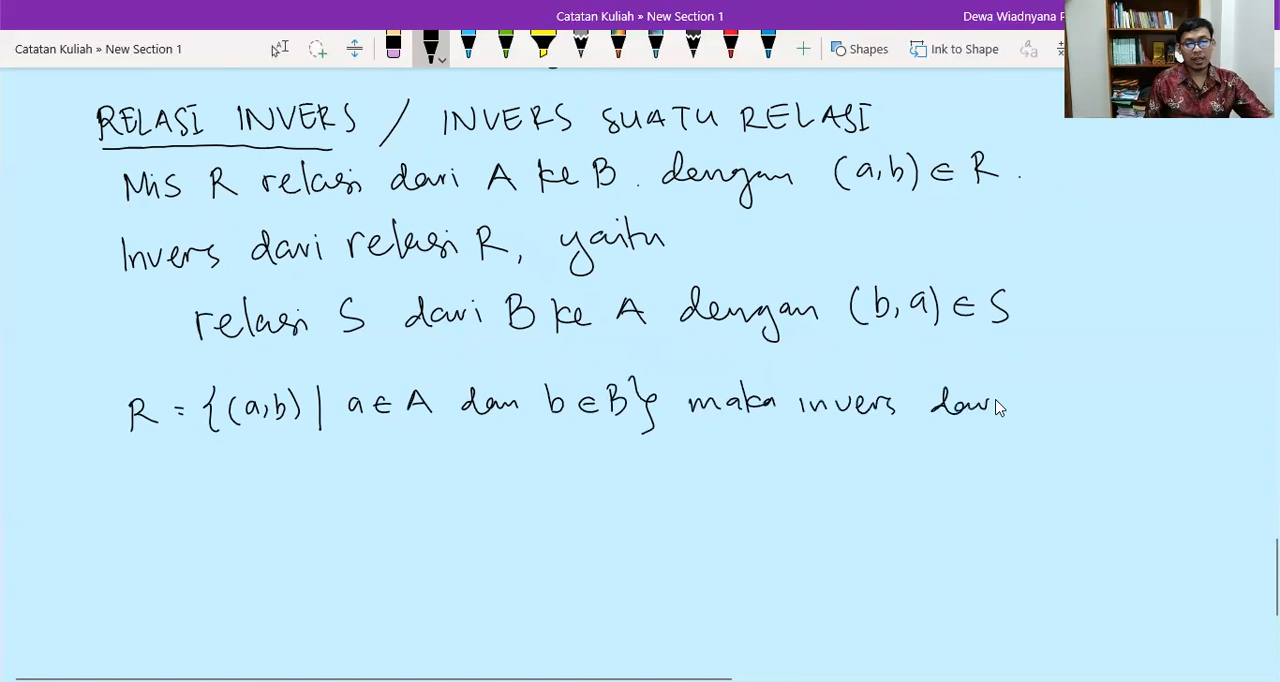 Catatan Kuliah » New Section 1
Dewa Wiadnyana
Catatan Kuliah » New Section 1
Shapes
Ink to Shape
RELASI INVERS / INVERS SUATU RELASI
Mis R relasi dari A ke B. dengan (a,b) ∈ R.
Invers dari relasi R, yaitu
relasi S dari B ke A dengan (b,a) ∈ S
R = {(a,b) | a ∈ A dan b ∈ B} maka invers dari